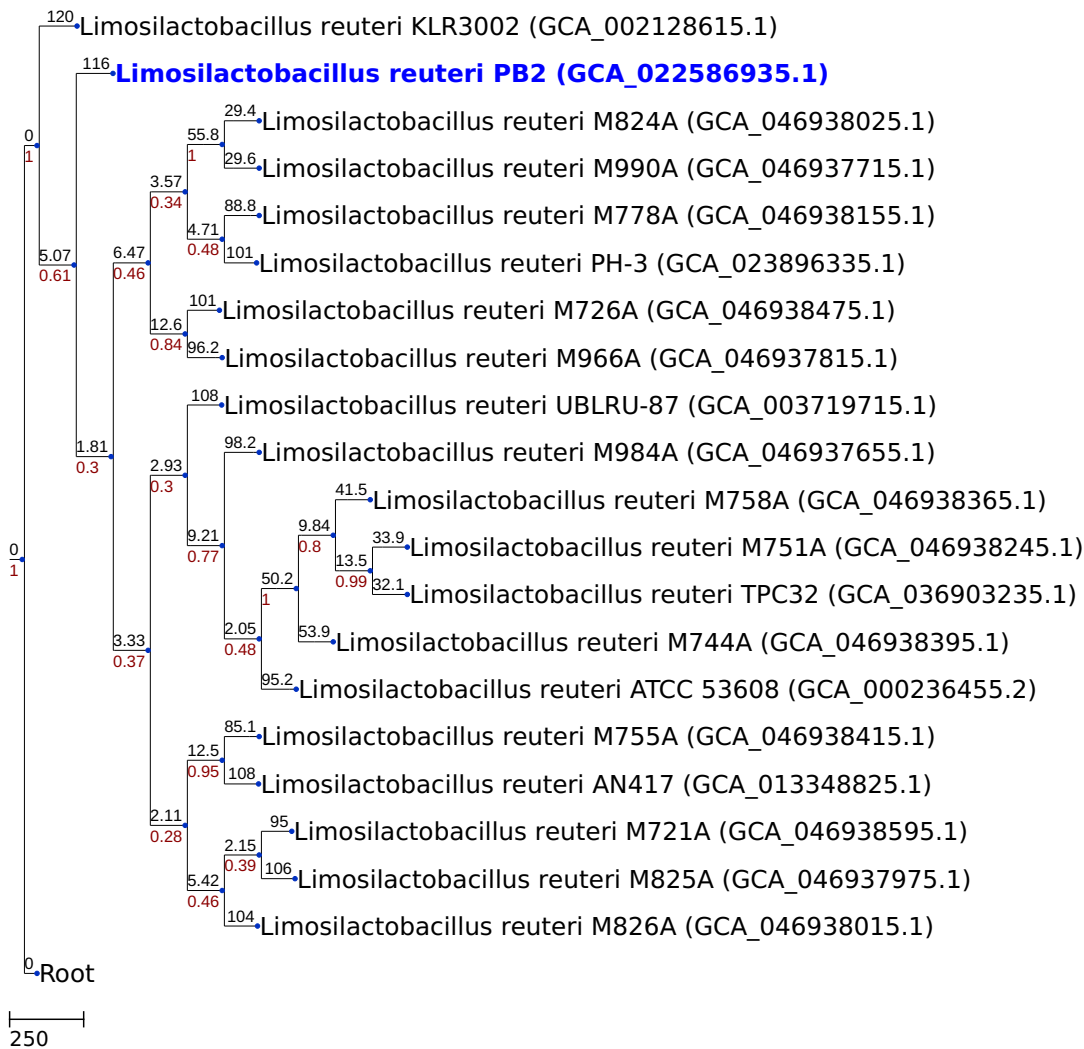 120
Limosilactobacillus reuteri KLR3002 (GCA_002128615.1)
116
Limosilactobacillus reuteri PB2 (GCA_022586935.1)
29.4
Limosilactobacillus reuteri M824A (GCA_046938025.1)
0
1
55.8
1
29.6
Limosilactobacillus reuteri M990A (GCA_046937715.1)
3.57
0.34
88.8
Limosilactobacillus reuteri M778A (GCA_046938155.1)
4.71
0.48
5.07
0.61
6.47
0.46
101
Limosilactobacillus reuteri PH-3 (GCA_023896335.1)
101
Limosilactobacillus reuteri M726A (GCA_046938475.1)
12.6
0.84
96.2
Limosilactobacillus reuteri M966A (GCA_046937815.1)
108
Limosilactobacillus reuteri UBLRU-87 (GCA_003719715.1)
1.81
0.3
98.2
Limosilactobacillus reuteri M984A (GCA_046937655.1)
2.93
0.3
41.5
Limosilactobacillus reuteri M758A (GCA_046938365.1)
9.84
0.8
9.21
0.77
33.9
Limosilactobacillus reuteri M751A (GCA_046938245.1)
0
1
13.5
0.99
50.2
1
32.1
Limosilactobacillus reuteri TPC32 (GCA_036903235.1)
3.33
0.37
2.05
0.48
53.9
Limosilactobacillus reuteri M744A (GCA_046938395.1)
95.2
Limosilactobacillus reuteri ATCC 53608 (GCA_000236455.2)
85.1
Limosilactobacillus reuteri M755A (GCA_046938415.1)
12.5
0.95
108
Limosilactobacillus reuteri AN417 (GCA_013348825.1)
2.11
0.28
95
Limosilactobacillus reuteri M721A (GCA_046938595.1)
2.15
0.39
5.42
0.46
106
Limosilactobacillus reuteri M825A (GCA_046937975.1)
104
Limosilactobacillus reuteri M826A (GCA_046938015.1)
0
Root
250